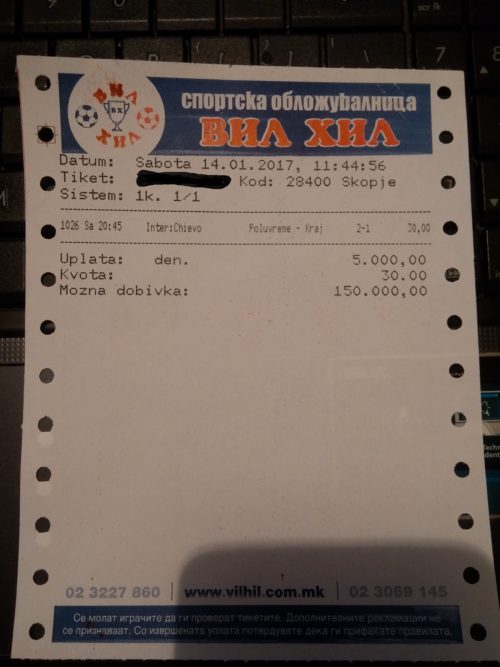 scr lk
ВИЛ
ВХ
ХИЛ
спортска обложувалница
ВИЛ ХИЛ
Datum: Sabota 14.01.2017, 11:44:56
Tiket: Kod: 28400 Skopje
Sistem: 1k. 1/1
1026 Sa 20:45 Inter:Chievo Poluvreme - Kraj 2-1 30,00
Uplata: den. 5.000,00
Kvota: 30.00
Mozna dobivka: 150.000,00
02 3227 860 | www.vilhil.com.mk | 02 3069 145
Се молат играчите да ги проверат тикетите. Дополнителните рекламации не
се признаваат. Со извршената уплата потврдувате дека ги прифаќате правилата.